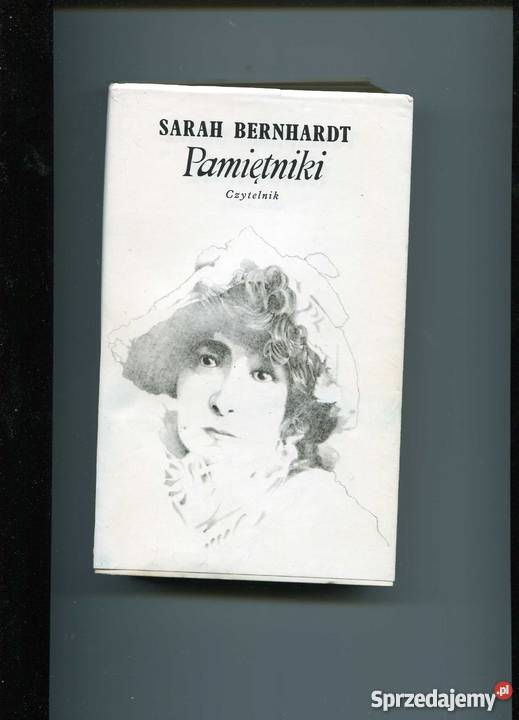 SARAH BERNHARDT
Pamiętniki
Czytelnik
Sprzedajemy.pl